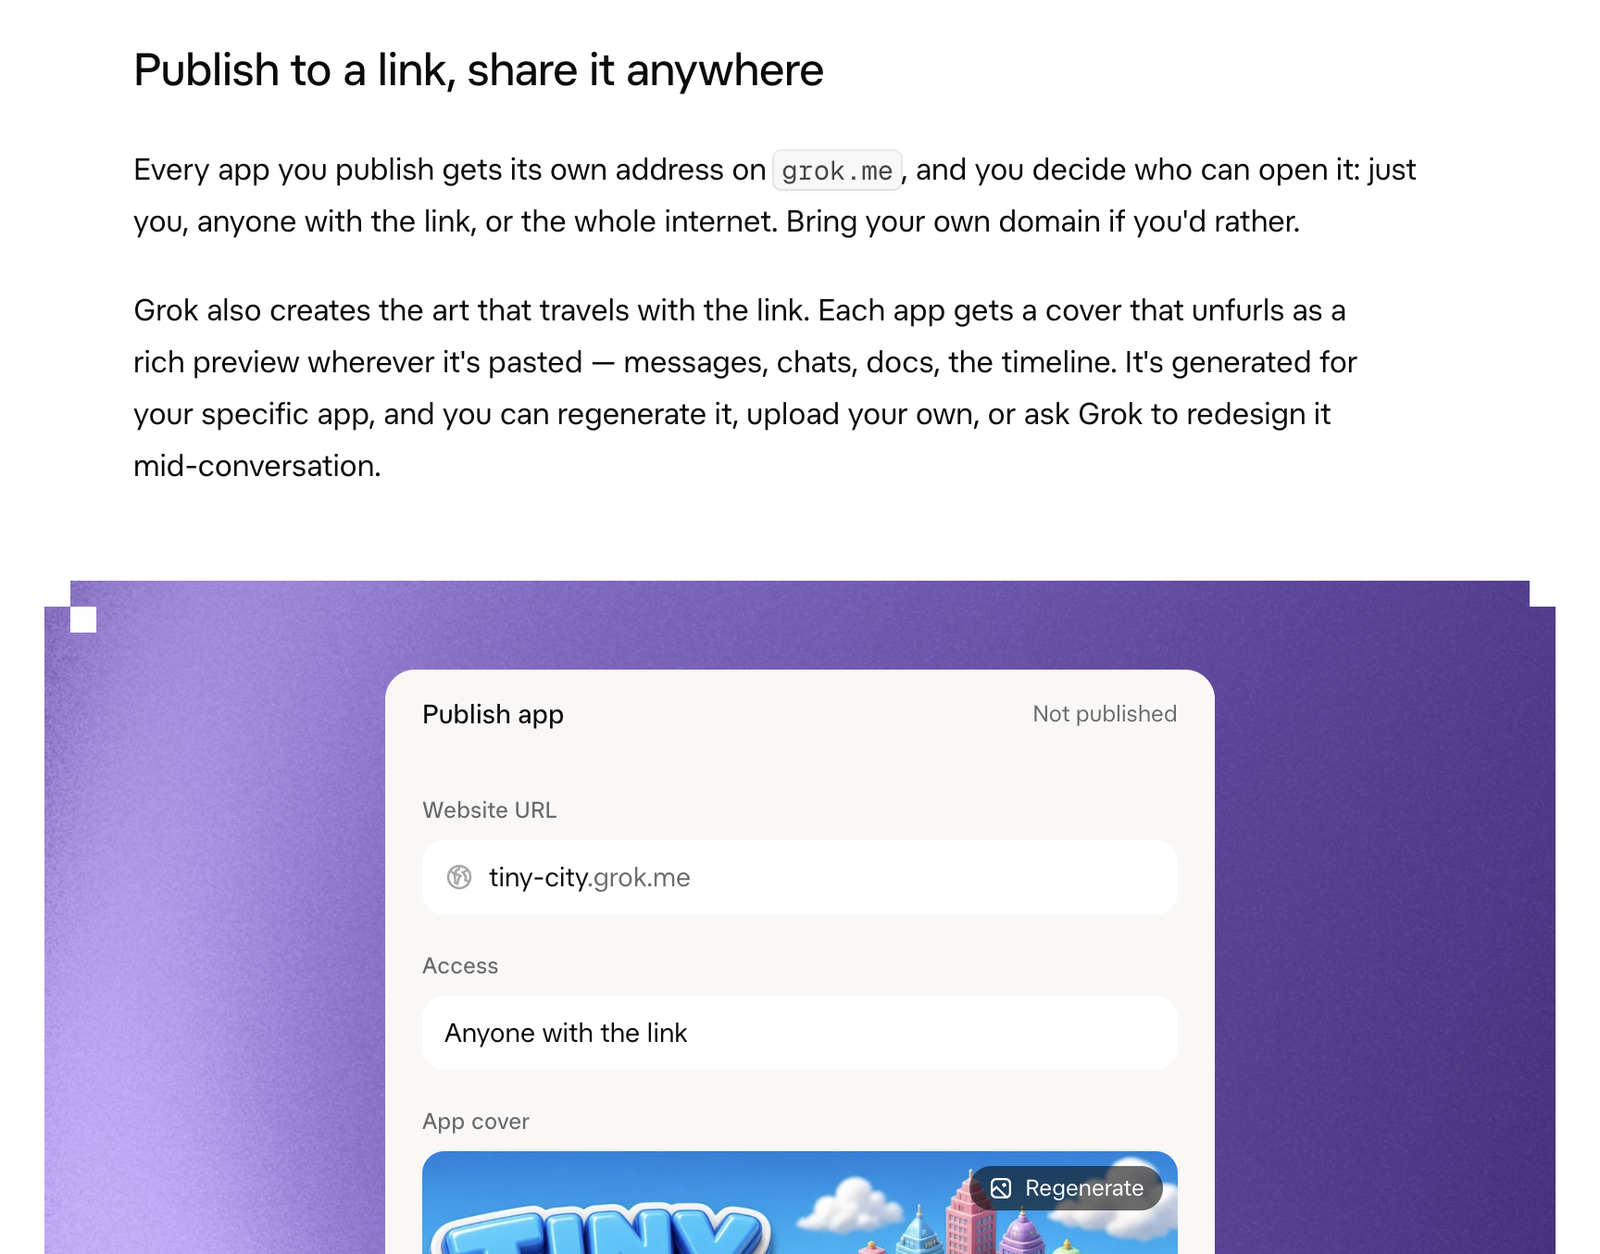 Publish to a link, share it anywhere
Every app you publish gets its own address on grok.me, and you decide who can open it: just
you, anyone with the link, or the whole internet. Bring your own domain if you'd rather.
Grok also creates the art that travels with the link. Each app gets a cover that unfurls as a
rich preview wherever it's pasted — messages, chats, docs, the timeline. It's generated for
your specific app, and you can regenerate it, upload your own, or ask Grok to redesign it
mid-conversation.
Publish app
Not published
Website URL
tiny-city.grok.me
Access
Anyone with the link
App cover
Regenerate
TINY